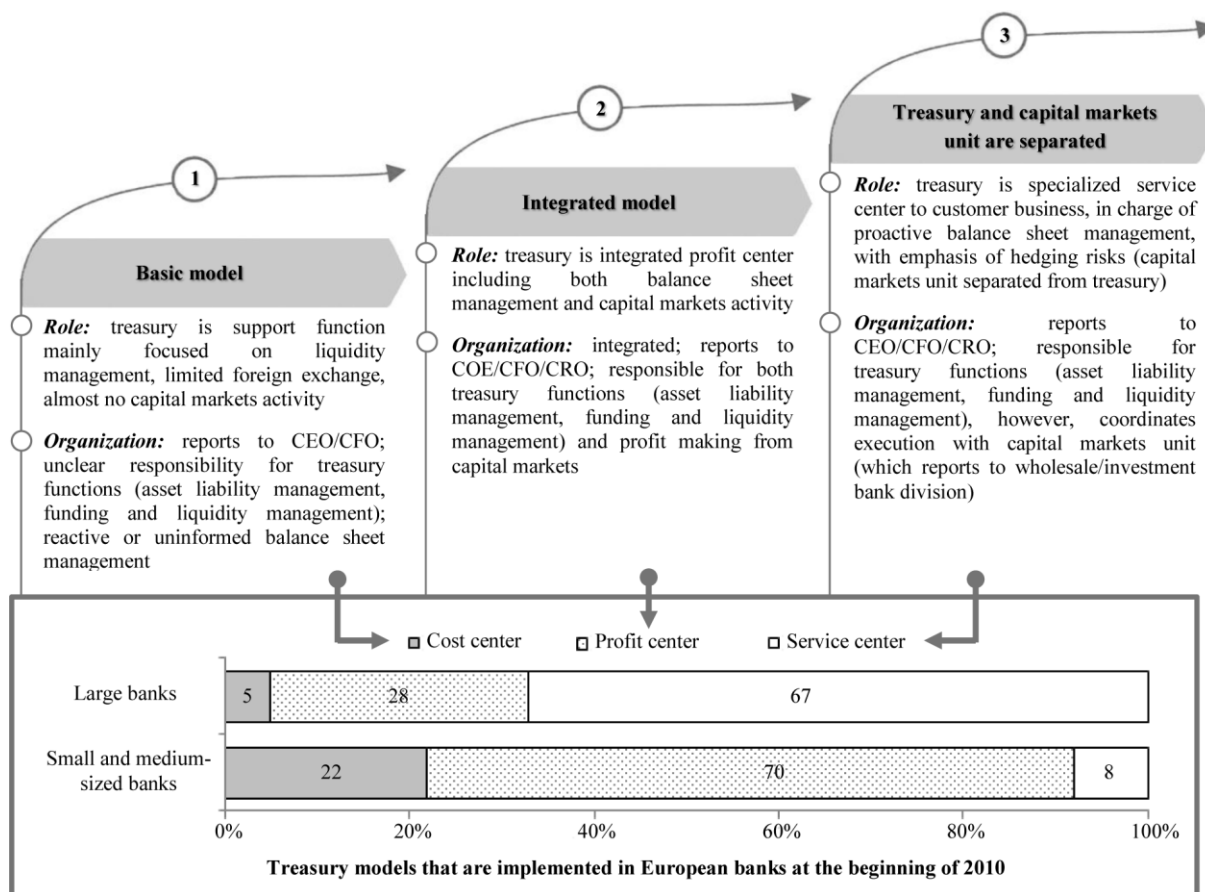 1
Basic model
Role: treasury is support function
mainly focused on liquidity
management, limited foreign exchange,
almost no capital markets activity
Organization: reports to CEO/CFO;
unclear responsibility for treasury
functions (asset liability management,
funding and liquidity management);
reactive or uninformed balance sheet
management
2
Integrated model
Role: treasury is integrated profit center
including both balance sheet
management and capital markets activity
Organization: integrated; reports to
COE/CFO/CRO; responsible for both
treasury functions (asset liability
management, funding and liquidity
management) and profit making from
capital markets
3
Treasury and capital markets
unit are separated
Role: treasury is specialized service
center to customer business, in charge of
proactive balance sheet management,
with emphasis of hedging risks (capital
markets unit separated from treasury)
Organization: reports to
CEO/CFO/CRO; responsible for
treasury functions (asset liability
management, funding and liquidity
management), however, coordinates
execution with capital markets unit
(which reports to wholesale/investment
bank division)
Cost center Profit center Service center
Large banks 5 28 67
Small and medium-
sized banks 22 70 8
0% 20% 40% 60% 80% 100%
Treasury models that are implemented in European banks at the beginning of 2010